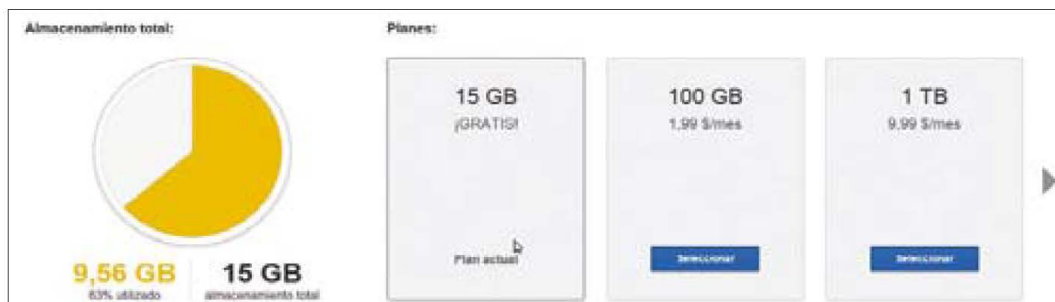 Almacenamiento total:
9,56 GB
63% utilizado
15 GB
almacenamiento total
Planes:
15 GB
¡GRATIS!
Plan actual
100 GB
1,99 $/mes
Seleccionar
1 TB
9,99 $/mes
Seleccionar